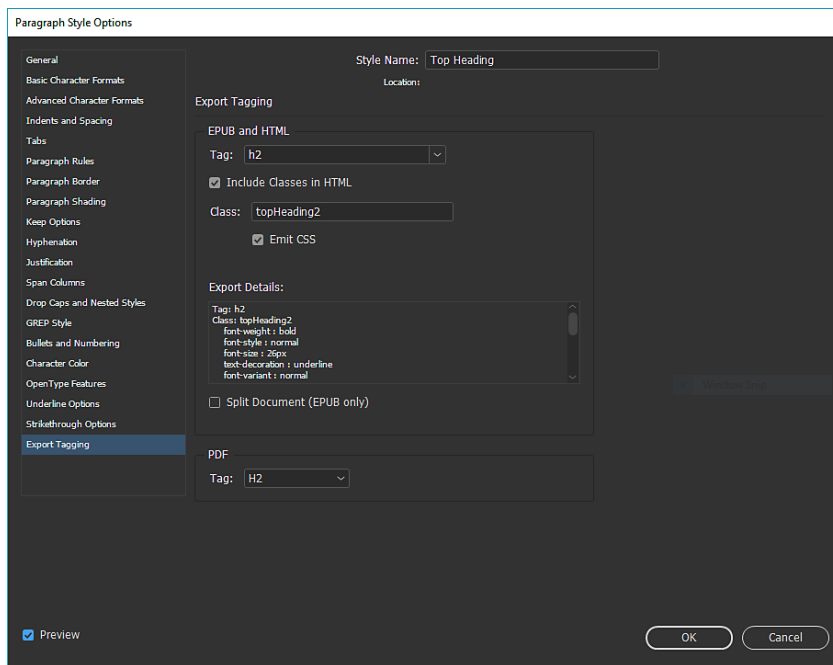 Paragraph Style Options
General
Basic Character Formats
Advanced Character Formats
Indents and Spacing
Tabs
Paragraph Rules
Paragraph Border
Paragraph Shading
Keep Options
Hyphenation
Justification
Span Columns
Drop Caps and Nested Styles
GREP Style
Bullets and Numbering
Character Color
OpenType Features
Underline Options
Strikethrough Options
Export Tagging
Style Name: Top Heading
Location:
Export Tagging
EPUB and HTML
Tag: h2
Include Classes in HTML
Class: topHeading2
Emit CSS
Export Details:
Tag: h2
Class: topHeading2
font-weight : bold
font-style : normal
font-size : 26px
text-decoration : underline
font-variant : normal
Split Document (EPUB only)
Window Snip
PDF
Tag: H2
Preview
OK
Cancel